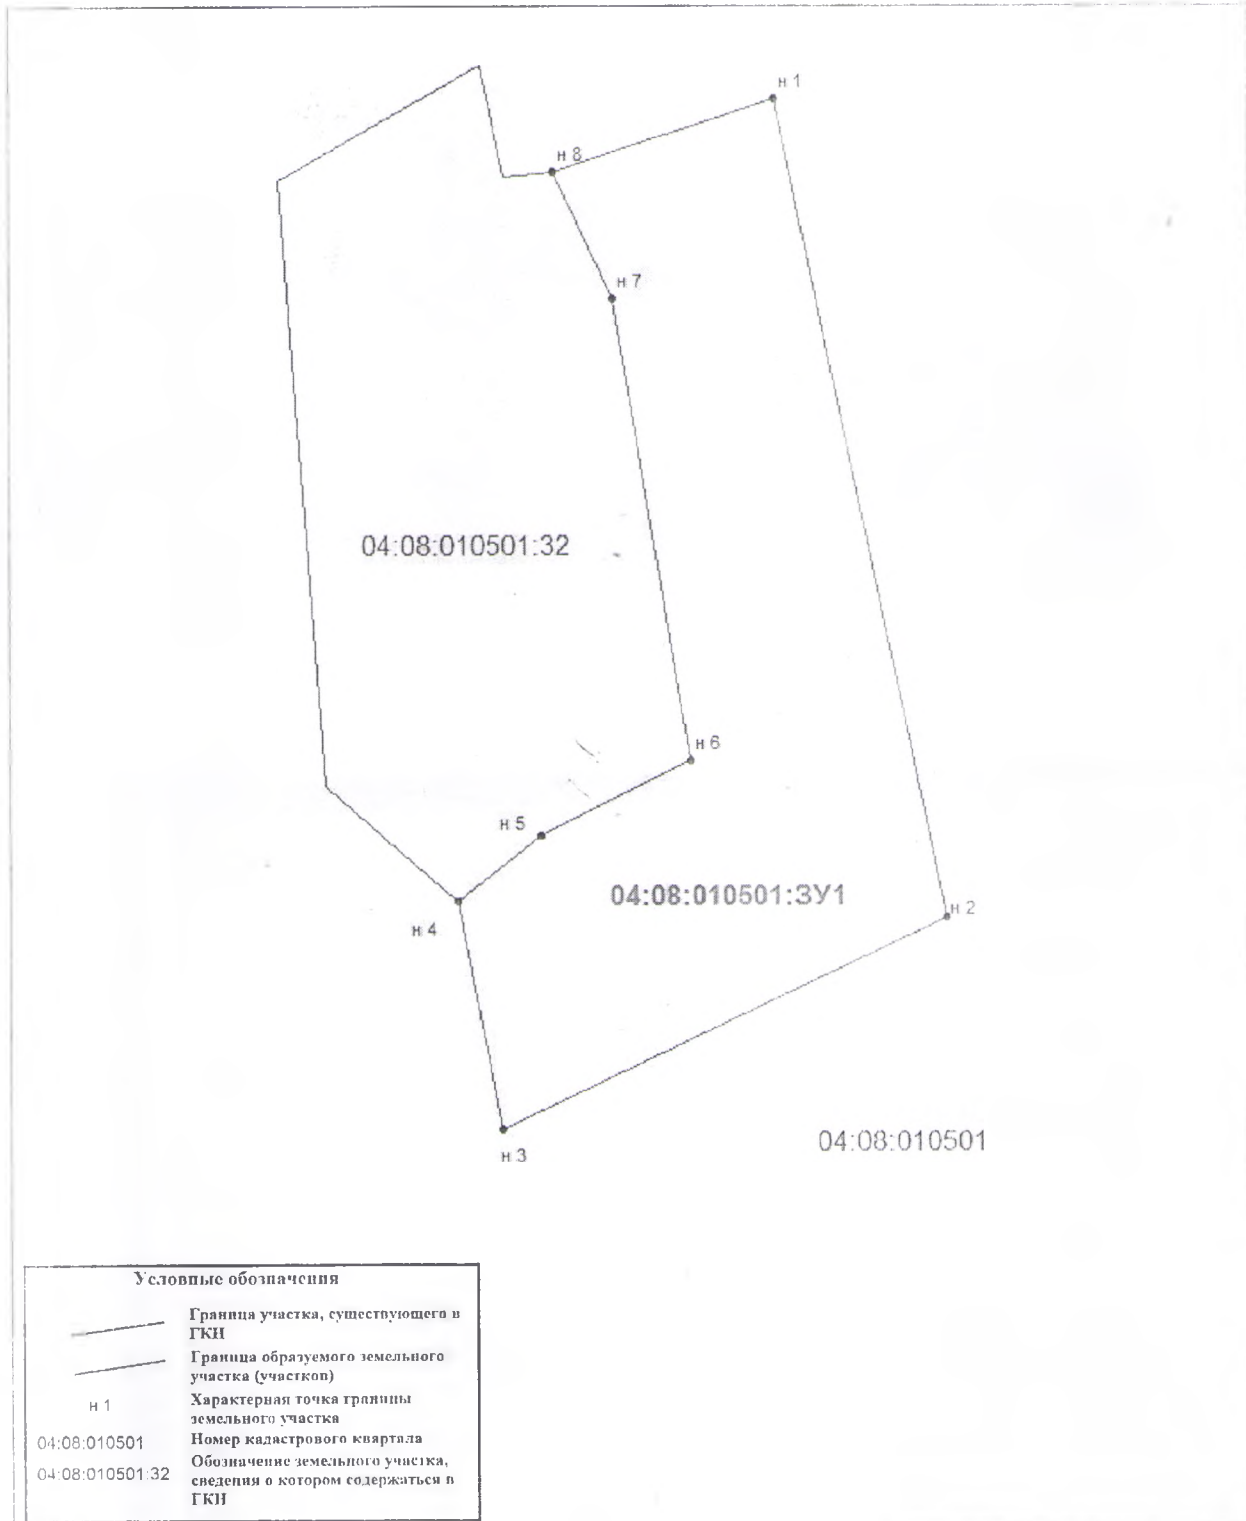 н 1
н 8
н 7
04:08:010501:32
н 6
н 5
04:08:010501:ЗУ1
н 2
н 4
н 3
04:08:010501
Условные обозначения
Граница участка, существующего в
ГКН
Граница образуемого земельного
участка (участков)
н 1
Характерная точка границы
земельного участка
04:08:010501
Номер кадастрового квартала
04:08:010501:32
Обозначение земельного участка,
сведения о котором содержаться в
ГКН